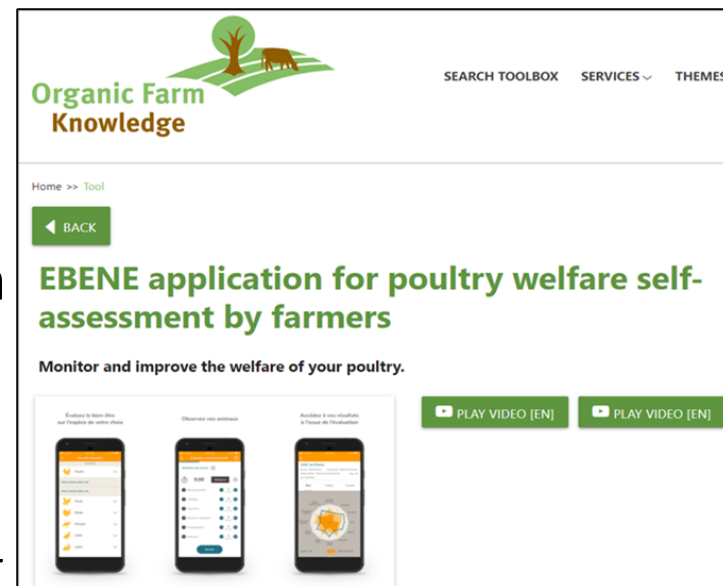 Organic Farm
Knowledge
SEARCH TOOLBOX SERVICES THEMES
Home >> Tool
BACK
EBENE application for poultry welfare self-
assessment by farmers
Monitor and improve the welfare of your poultry.
Évaluez le bien-être
sur l'espèce de votre choix
Observez vos animaux
Accédez à vos résultats
à l'issue de l'évaluation
PLAY VIDEO [EN] PLAY VIDEO [EN]
5:00